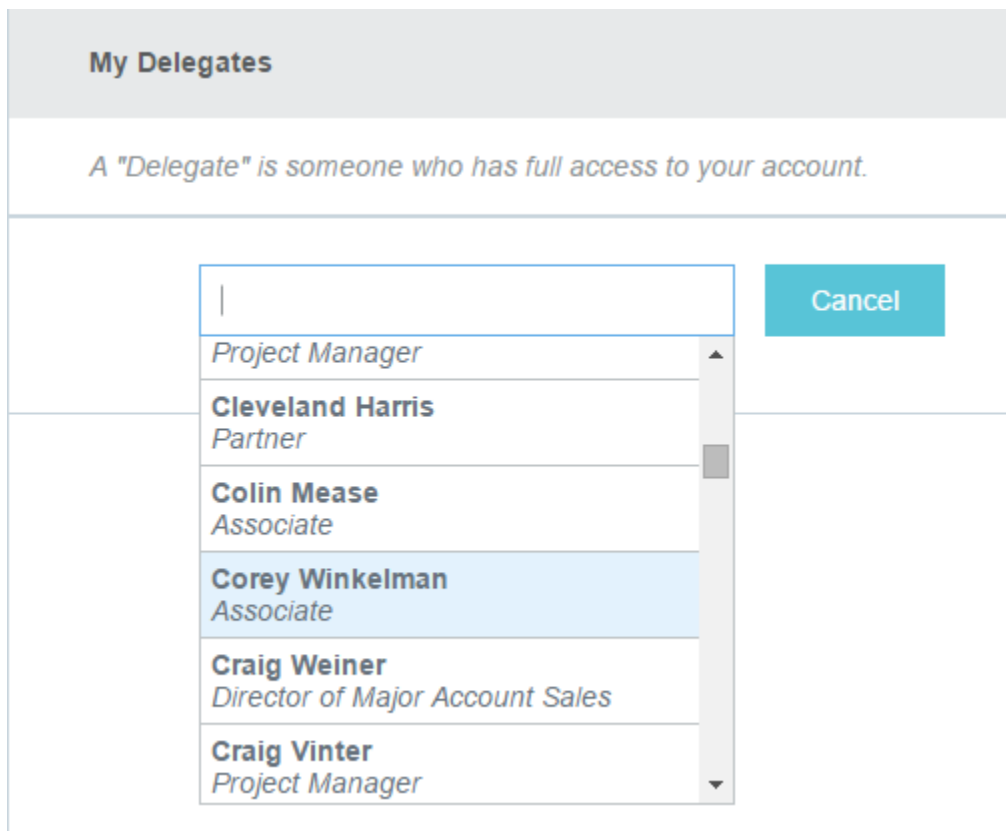 My Delegates
A "Delegate" is someone who has full access to your account.
Cancel
Project Manager
Cleveland Harris
Partner
Colin Mease
Associate
Corey Winkelman
Associate
Craig Weiner
Director of Major Account Sales
Craig Vinter
Project Manager